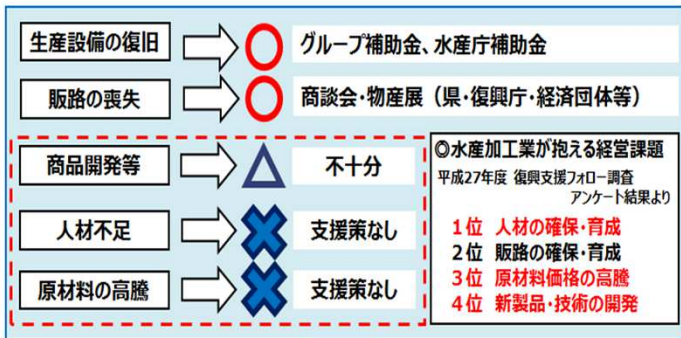 生産設備の復旧
グループ補助金、水産庁補助金
販路の喪失
商談会・物産展（県・復興庁・経済団体等）
商品開発等
不十分
人材不足
支援策なし
原材料の高騰
支援策なし
◎水産加工業が抱える経営課題
平成27年度 復興支援フォロー調査
アンケート結果より
1位 人材の確保・育成
2位 販路の確保・育成
3位 原材料価格の高騰
4位 新製品・技術の開発